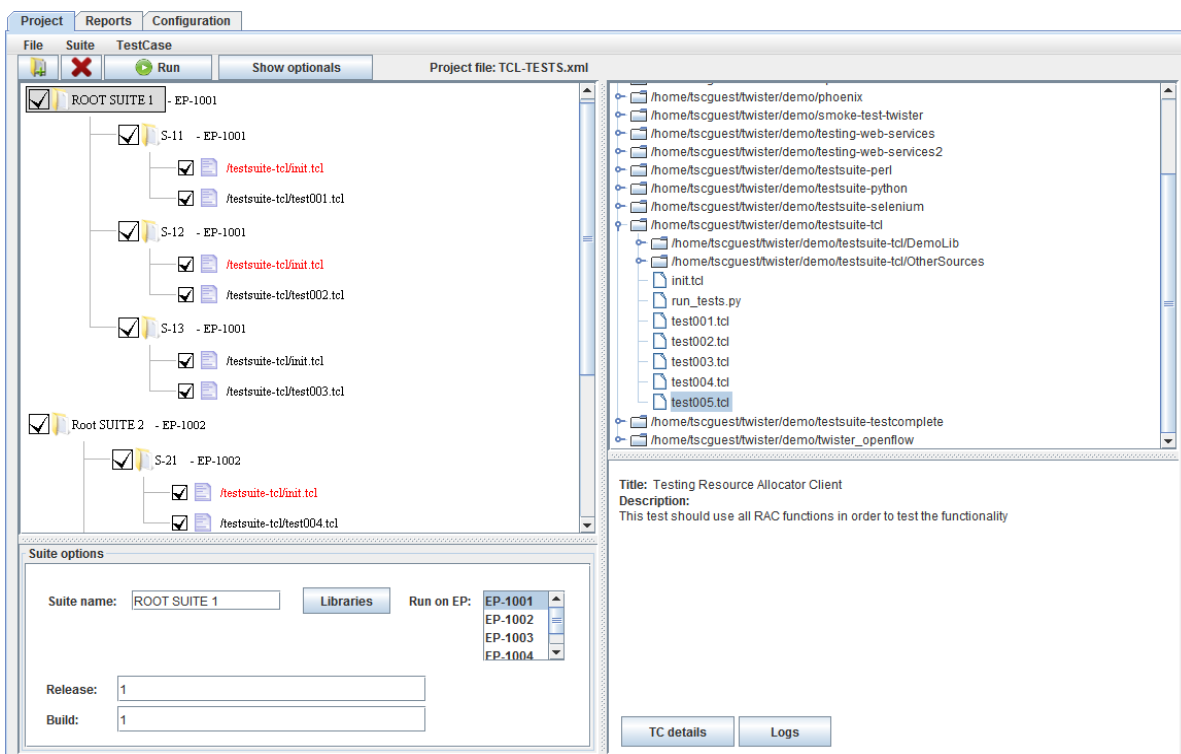 Project Reports Configuration
File Suite TestCase
Run Show optionals Project file: TCL-TESTS.xml
ROOT SUITE 1 - EP-1001
S-11 - EP-1001
/testsuite-tcl/init.tcl
/testsuite-tcl/test001.tcl
S-12 - EP-1001
/testsuite-tcl/init.tcl
/testsuite-tcl/test002.tcl
S-13 - EP-1001
/testsuite-tcl/init.tcl
/testsuite-tcl/test003.tcl
Root SUITE 2 - EP-1002
S-21 - EP-1002
/testsuite-tcl/init.tcl
/testsuite-tcl/test004.tcl
/home/tscguest/twister/demo/phoenix
/home/tscguest/twister/demo/smoke-test-twister
/home/tscguest/twister/demo/testing-web-services
/home/tscguest/twister/demo/testing-web-services2
/home/tscguest/twister/demo/testsuite-perl
/home/tscguest/twister/demo/testsuite-python
/home/tscguest/twister/demo/testsuite-selenium
/home/tscguest/twister/demo/testsuite-tcl
/home/tscguest/twister/demo/testsuite-tcl/DemoLib
/home/tscguest/twister/demo/testsuite-tcl/OtherSources
init.tcl
run_tests.py
test001.tcl
test002.tcl
test003.tcl
test004.tcl
test005.tcl
/home/tscguest/twister/demo/testsuite-testcomplete
/home/tscguest/twister/demo/twister_openflow
Suite options
Suite name: ROOT SUITE 1 Libraries Run on EP: EP-1001
EP-1002
EP-1003
EP-1004
Release: 1
Build: 1
Title: Testing Resource Allocator Client
Description:
This test should use all RAC functions in order to test the functionality
TC details Logs